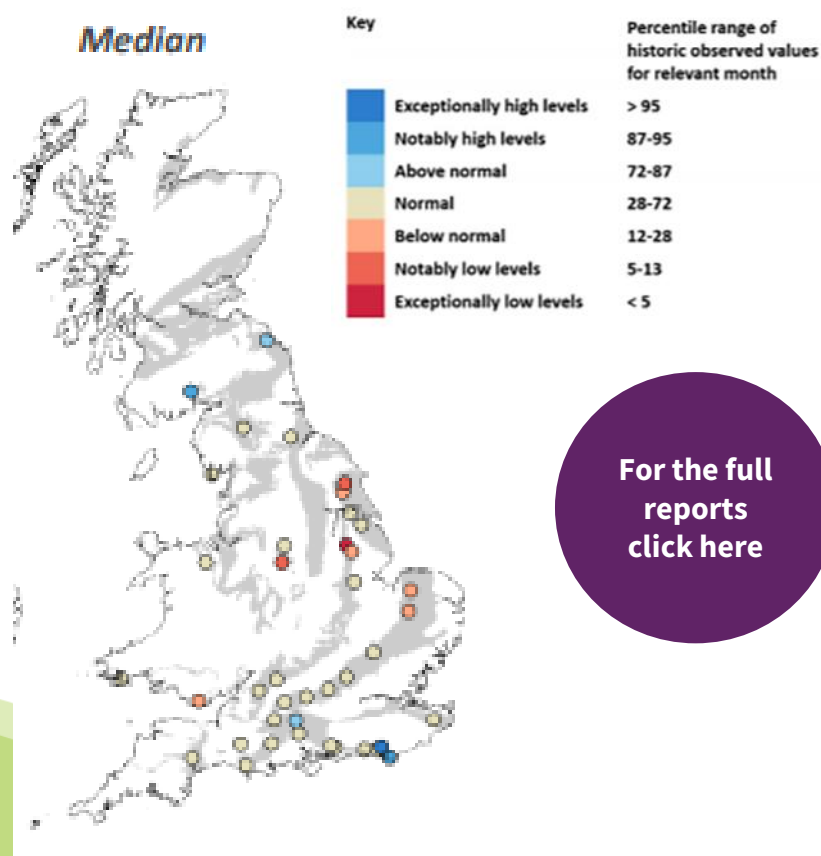 Median
Key
Percentile range of
historic observed values
for relevant month
Exceptionally high levels > 95
Notably high levels 87-95
Above normal 72-87
Normal 28-72
Below normal 12-28
Notably low levels 5-13
Exceptionally low levels < 5
For the full
reports
click here